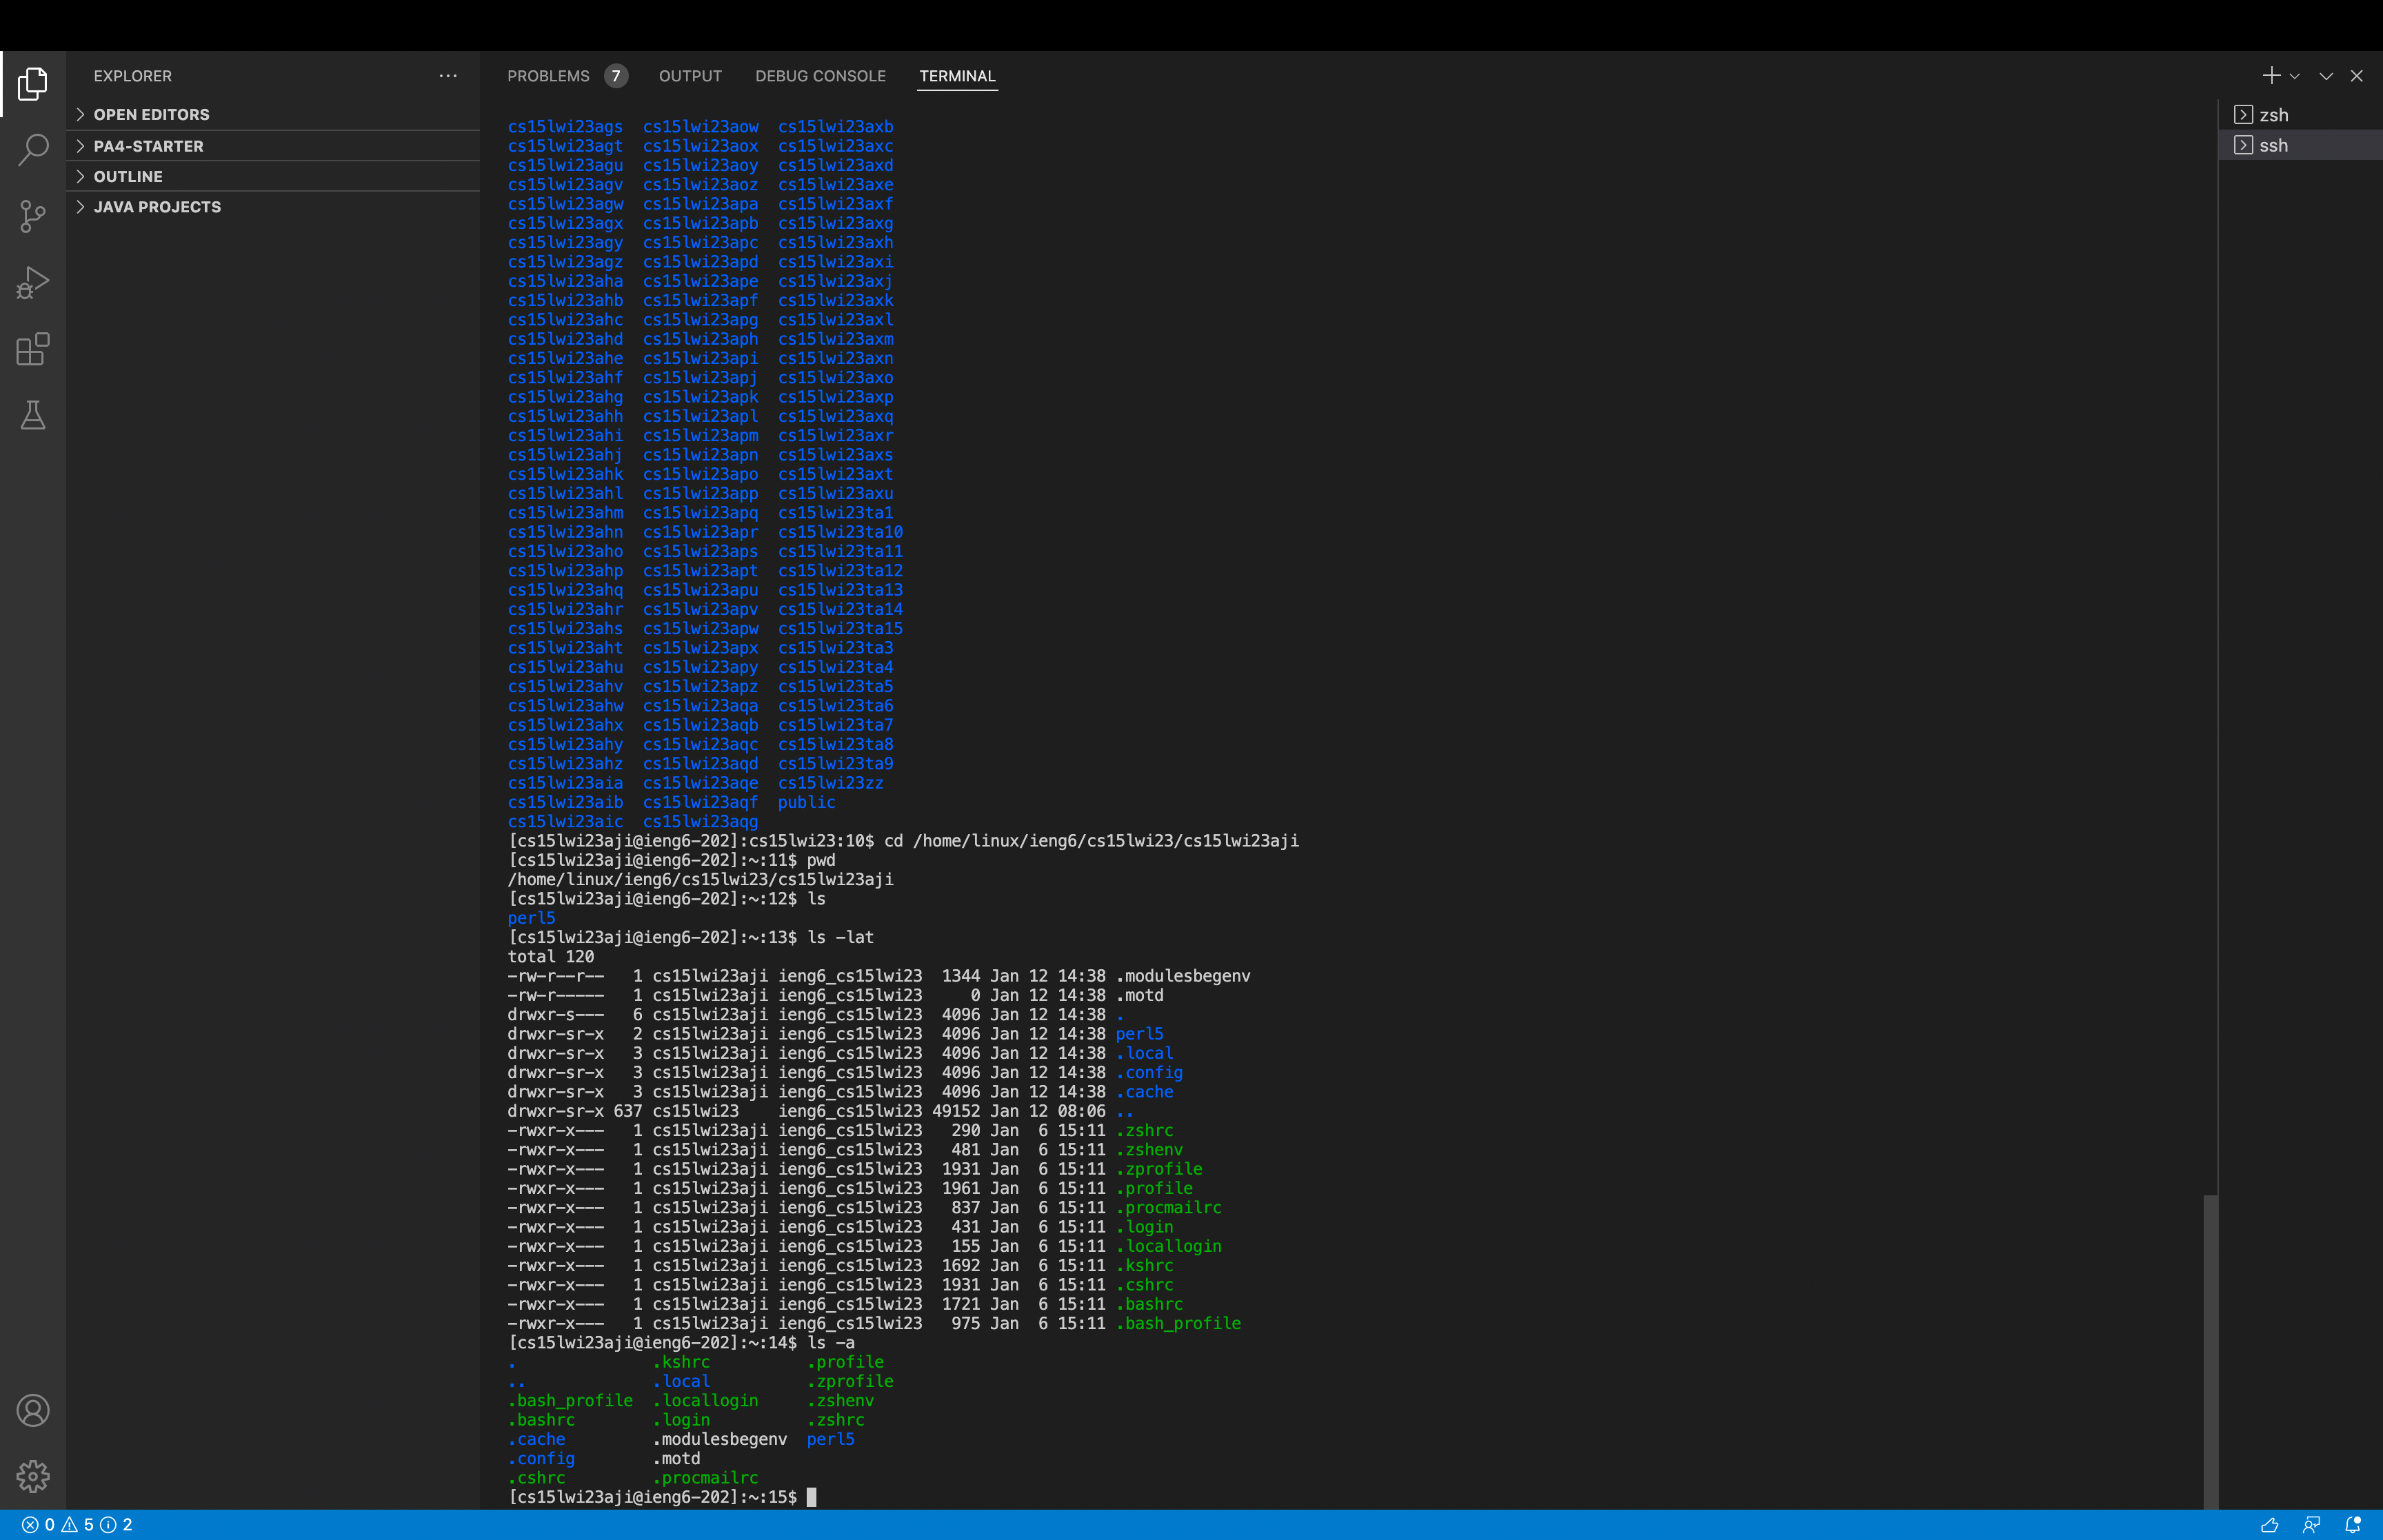 EXPLORER
OPEN EDITORS
PA4-STARTER
OUTLINE
JAVA PROJECTS
PROBLEMS 7 OUTPUT DEBUG CONSOLE TERMINAL
zsh
ssh
cs15lwi23ags cs15lwi23aow cs15lwi23axb
cs15lwi23agt cs15lwi23aox cs15lwi23axc
cs15lwi23agu cs15lwi23aoy cs15lwi23axd
cs15lwi23agv cs15lwi23aoz cs15lwi23axe
cs15lwi23agw cs15lwi23apa cs15lwi23axf
cs15lwi23agx cs15lwi23apb cs15lwi23axg
cs15lwi23agy cs15lwi23apc cs15lwi23axh
cs15lwi23agz cs15lwi23apd cs15lwi23axi
cs15lwi23aha cs15lwi23ape cs15lwi23axj
cs15lwi23ahb cs15lwi23apf cs15lwi23axk
cs15lwi23ahc cs15lwi23apg cs15lwi23axl
cs15lwi23ahd cs15lwi23aph cs15lwi23axm
cs15lwi23ahe cs15lwi23api cs15lwi23axn
cs15lwi23ahf cs15lwi23apj cs15lwi23axo
cs15lwi23ahg cs15lwi23apk cs15lwi23axp
cs15lwi23ahh cs15lwi23apl cs15lwi23axq
cs15lwi23ahi cs15lwi23apm cs15lwi23axr
cs15lwi23ahj cs15lwi23apn cs15lwi23axs
cs15lwi23ahk cs15lwi23apo cs15lwi23axt
cs15lwi23ahl cs15lwi23app cs15lwi23axu
cs15lwi23ahm cs15lwi23apq cs15lwi23ta1
cs15lwi23ahn cs15lwi23apr cs15lwi23ta10
cs15lwi23aho cs15lwi23aps cs15lwi23ta11
cs15lwi23ahp cs15lwi23apt cs15lwi23ta12
cs15lwi23ahq cs15lwi23apu cs15lwi23ta13
cs15lwi23ahr cs15lwi23apv cs15lwi23ta14
cs15lwi23ahs cs15lwi23apw cs15lwi23ta15
cs15lwi23aht cs15lwi23apx cs15lwi23ta3
cs15lwi23ahu cs15lwi23apy cs15lwi23ta4
cs15lwi23ahv cs15lwi23apz cs15lwi23ta5
cs15lwi23ahw cs15lwi23aqa cs15lwi23ta6
cs15lwi23ahx cs15lwi23aqb cs15lwi23ta7
cs15lwi23ahy cs15lwi23aqc cs15lwi23ta8
cs15lwi23ahz cs15lwi23aqd cs15lwi23ta9
cs15lwi23aia cs15lwi23aqe cs15lwi23zz
cs15lwi23aib cs15lwi23aqf public
cs15lwi23aic cs15lwi23aqg
[cs15lwi23aji@ieng6-202]:cs15lwi23:10$ cd /home/linux/ieng6/cs15lwi23/cs15lwi23aji
[cs15lwi23aji@ieng6-202]:~:11$ pwd
/home/linux/ieng6/cs15lwi23/cs15lwi23aji
[cs15lwi23aji@ieng6-202]:~:12$ ls
perl5
[cs15lwi23aji@ieng6-202]:~:13$ ls -lat
total 120
-rw-r--r-- 1 cs15lwi23aji ieng6_cs15lwi23 1344 Jan 12 14:38 .modulesbegenv
-rw-r----- 1 cs15lwi23aji ieng6_cs15lwi23 0 Jan 12 14:38 .motd
drwxr-s--- 6 cs15lwi23aji ieng6_cs15lwi23 4096 Jan 12 14:38 .
drwxr-sr-x 2 cs15lwi23aji ieng6_cs15lwi23 4096 Jan 12 14:38 perl5
drwxr-sr-x 3 cs15lwi23aji ieng6_cs15lwi23 4096 Jan 12 14:38 .local
drwxr-sr-x 3 cs15lwi23aji ieng6_cs15lwi23 4096 Jan 12 14:38 .config
drwxr-sr-x 3 cs15lwi23aji ieng6_cs15lwi23 4096 Jan 12 14:38 .cache
drwxr-sr-x 637 cs15lwi23 ieng6_cs15lwi23 49152 Jan 12 08:06 ..
-rwxr-x--- 1 cs15lwi23aji ieng6_cs15lwi23 290 Jan 6 15:11 .zshrc
-rwxr-x--- 1 cs15lwi23aji ieng6_cs15lwi23 481 Jan 6 15:11 .zshenv
-rwxr-x--- 1 cs15lwi23aji ieng6_cs15lwi23 1931 Jan 6 15:11 .zprofile
-rwxr-x--- 1 cs15lwi23aji ieng6_cs15lwi23 1961 Jan 6 15:11 .profile
-rwxr-x--- 1 cs15lwi23aji ieng6_cs15lwi23 837 Jan 6 15:11 .procmailrc
-rwxr-x--- 1 cs15lwi23aji ieng6_cs15lwi23 431 Jan 6 15:11 .login
-rwxr-x--- 1 cs15lwi23aji ieng6_cs15lwi23 155 Jan 6 15:11 .locallogin
-rwxr-x--- 1 cs15lwi23aji ieng6_cs15lwi23 1692 Jan 6 15:11 .kshrc
-rwxr-x--- 1 cs15lwi23aji ieng6_cs15lwi23 1931 Jan 6 15:11 .cshrc
-rwxr-x--- 1 cs15lwi23aji ieng6_cs15lwi23 1721 Jan 6 15:11 .bashrc
-rwxr-x--- 1 cs15lwi23aji ieng6_cs15lwi23 975 Jan 6 15:11 .bash_profile
[cs15lwi23aji@ieng6-202]:~:14$ ls -a
. .kshrc .profile
.. .local .zprofile
.bash_profile .locallogin .zshenv
.bashrc .login .zshrc
.cache .modulesbegenv perl5
.config .motd
.cshrc .procmailrc
[cs15lwi23aji@ieng6-202]:~:15$
0 5 2